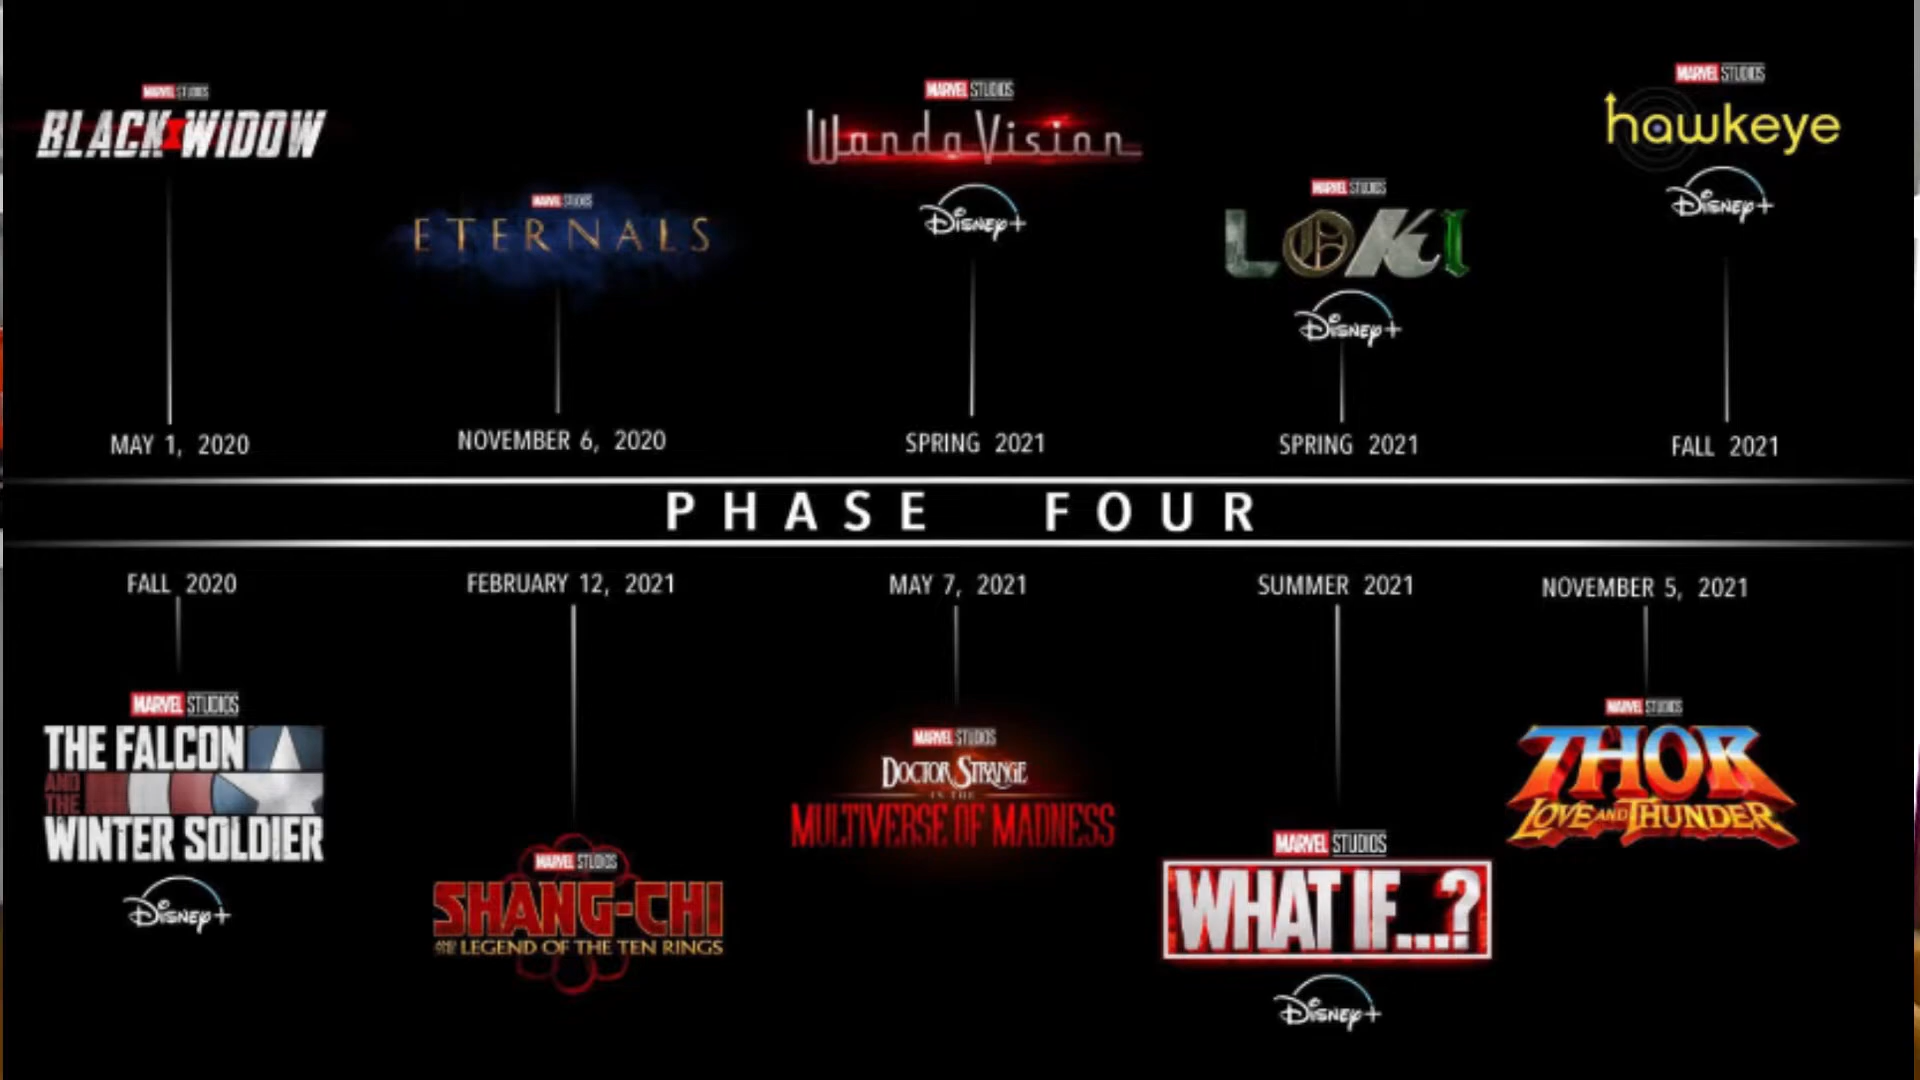 MARVEL STUDIOS
BLACK WIDOW
MAY 1, 2020
MARVEL STUDIOS
ETERNALS
NOVEMBER 6, 2020
MARVEL STUDIOS
WandaVision
Disney+
SPRING 2021
MARVEL STUDIOS
LOKI
Disney+
SPRING 2021
MARVEL STUDIOS
hawkeye
Disney+
FALL 2021
PHASE FOUR
FALL 2020
MARVEL STUDIOS
THE FALCON
AND
THE
WINTER SOLDIER
Disney+
FEBRUARY 12, 2021
MARVEL STUDIOS
SHANG-CHI
AND THE LEGEND OF THE TEN RINGS
MAY 7, 2021
MARVEL STUDIOS
DOCTOR STRANGE
IN THE
MULTIVERSE OF MADNESS
SUMMER 2021
MARVEL STUDIOS
WHAT IF...?
Disney+
NOVEMBER 5, 2021
MARVEL STUDIOS
THOR
LOVE AND THUNDER